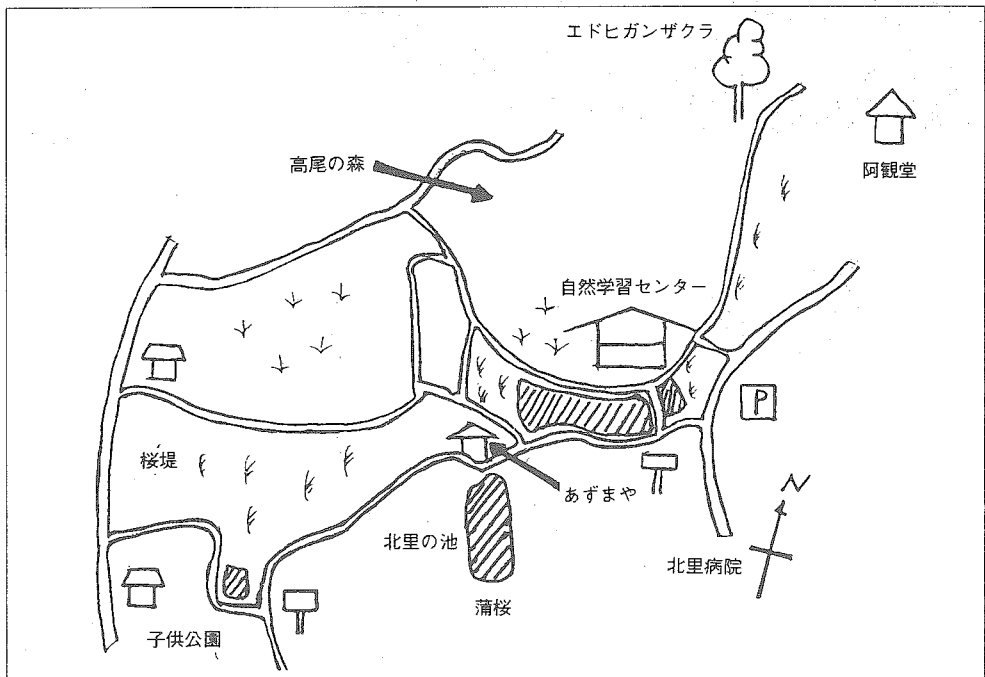 エドヒガンザクラ
阿観堂
高尾の森
自然学習センター
P
桜堤
あずまや
N
北里の池
北里病院
蒲桜
子供公園